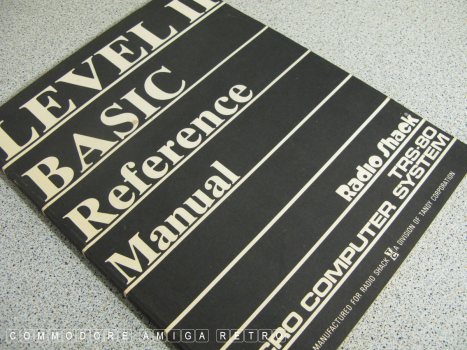 LEVEL II
BASIC
Reference
Manual
Radio Shack
TRS-80
CRO COMPUTER SYSTEM
MANUFACTURED FOR RADIO SHACK A DIVISION OF TANDY CORPORATION
COMMODORE AMIGA RETRO